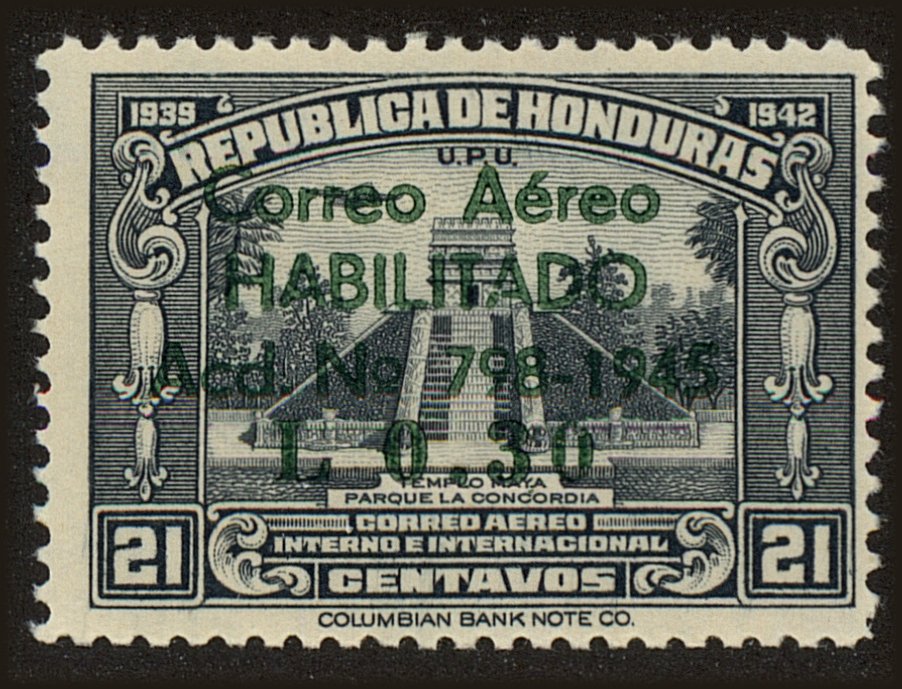 1939 1942
REPUBLICA DE HONDURAS
U.P.U.
Correo Aéreo
HABILITADO
Acd. No 798-1945
L 0.30
TEMPLO MAYA
PARQUE LA CONCORDIA
CORREO AEREO
INTERNO E INTERNACIONAL
21 CENTAVOS 21
COLUMBIAN BANK NOTE CO.